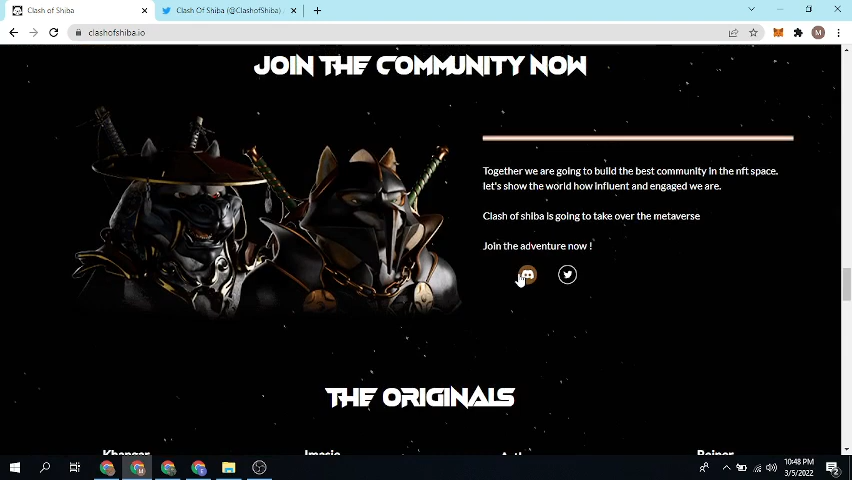 Clash of Shiba
Clash Of Shiba (@ClashofShiba)
clashofshiba.io
M
JOIN THE COMMUNITY NOW
Together we are going to build the best community in the nft space.
let's show the world how influent and engaged we are.
Clash of shiba is going to take over the metaverse
Join the adventure now !
THE ORIGINALS
10:48 PM
3/5/2022
2